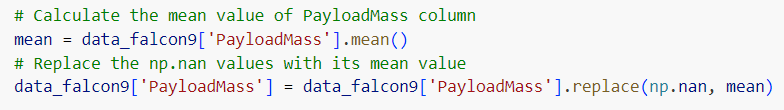 # Calculate the mean value of PayloadMass column
mean = data_falcon9['PayloadMass'].mean()
# Replace the np.nan values with its mean value
data_falcon9['PayloadMass'] = data_falcon9['PayloadMass'].replace(np.nan, mean)